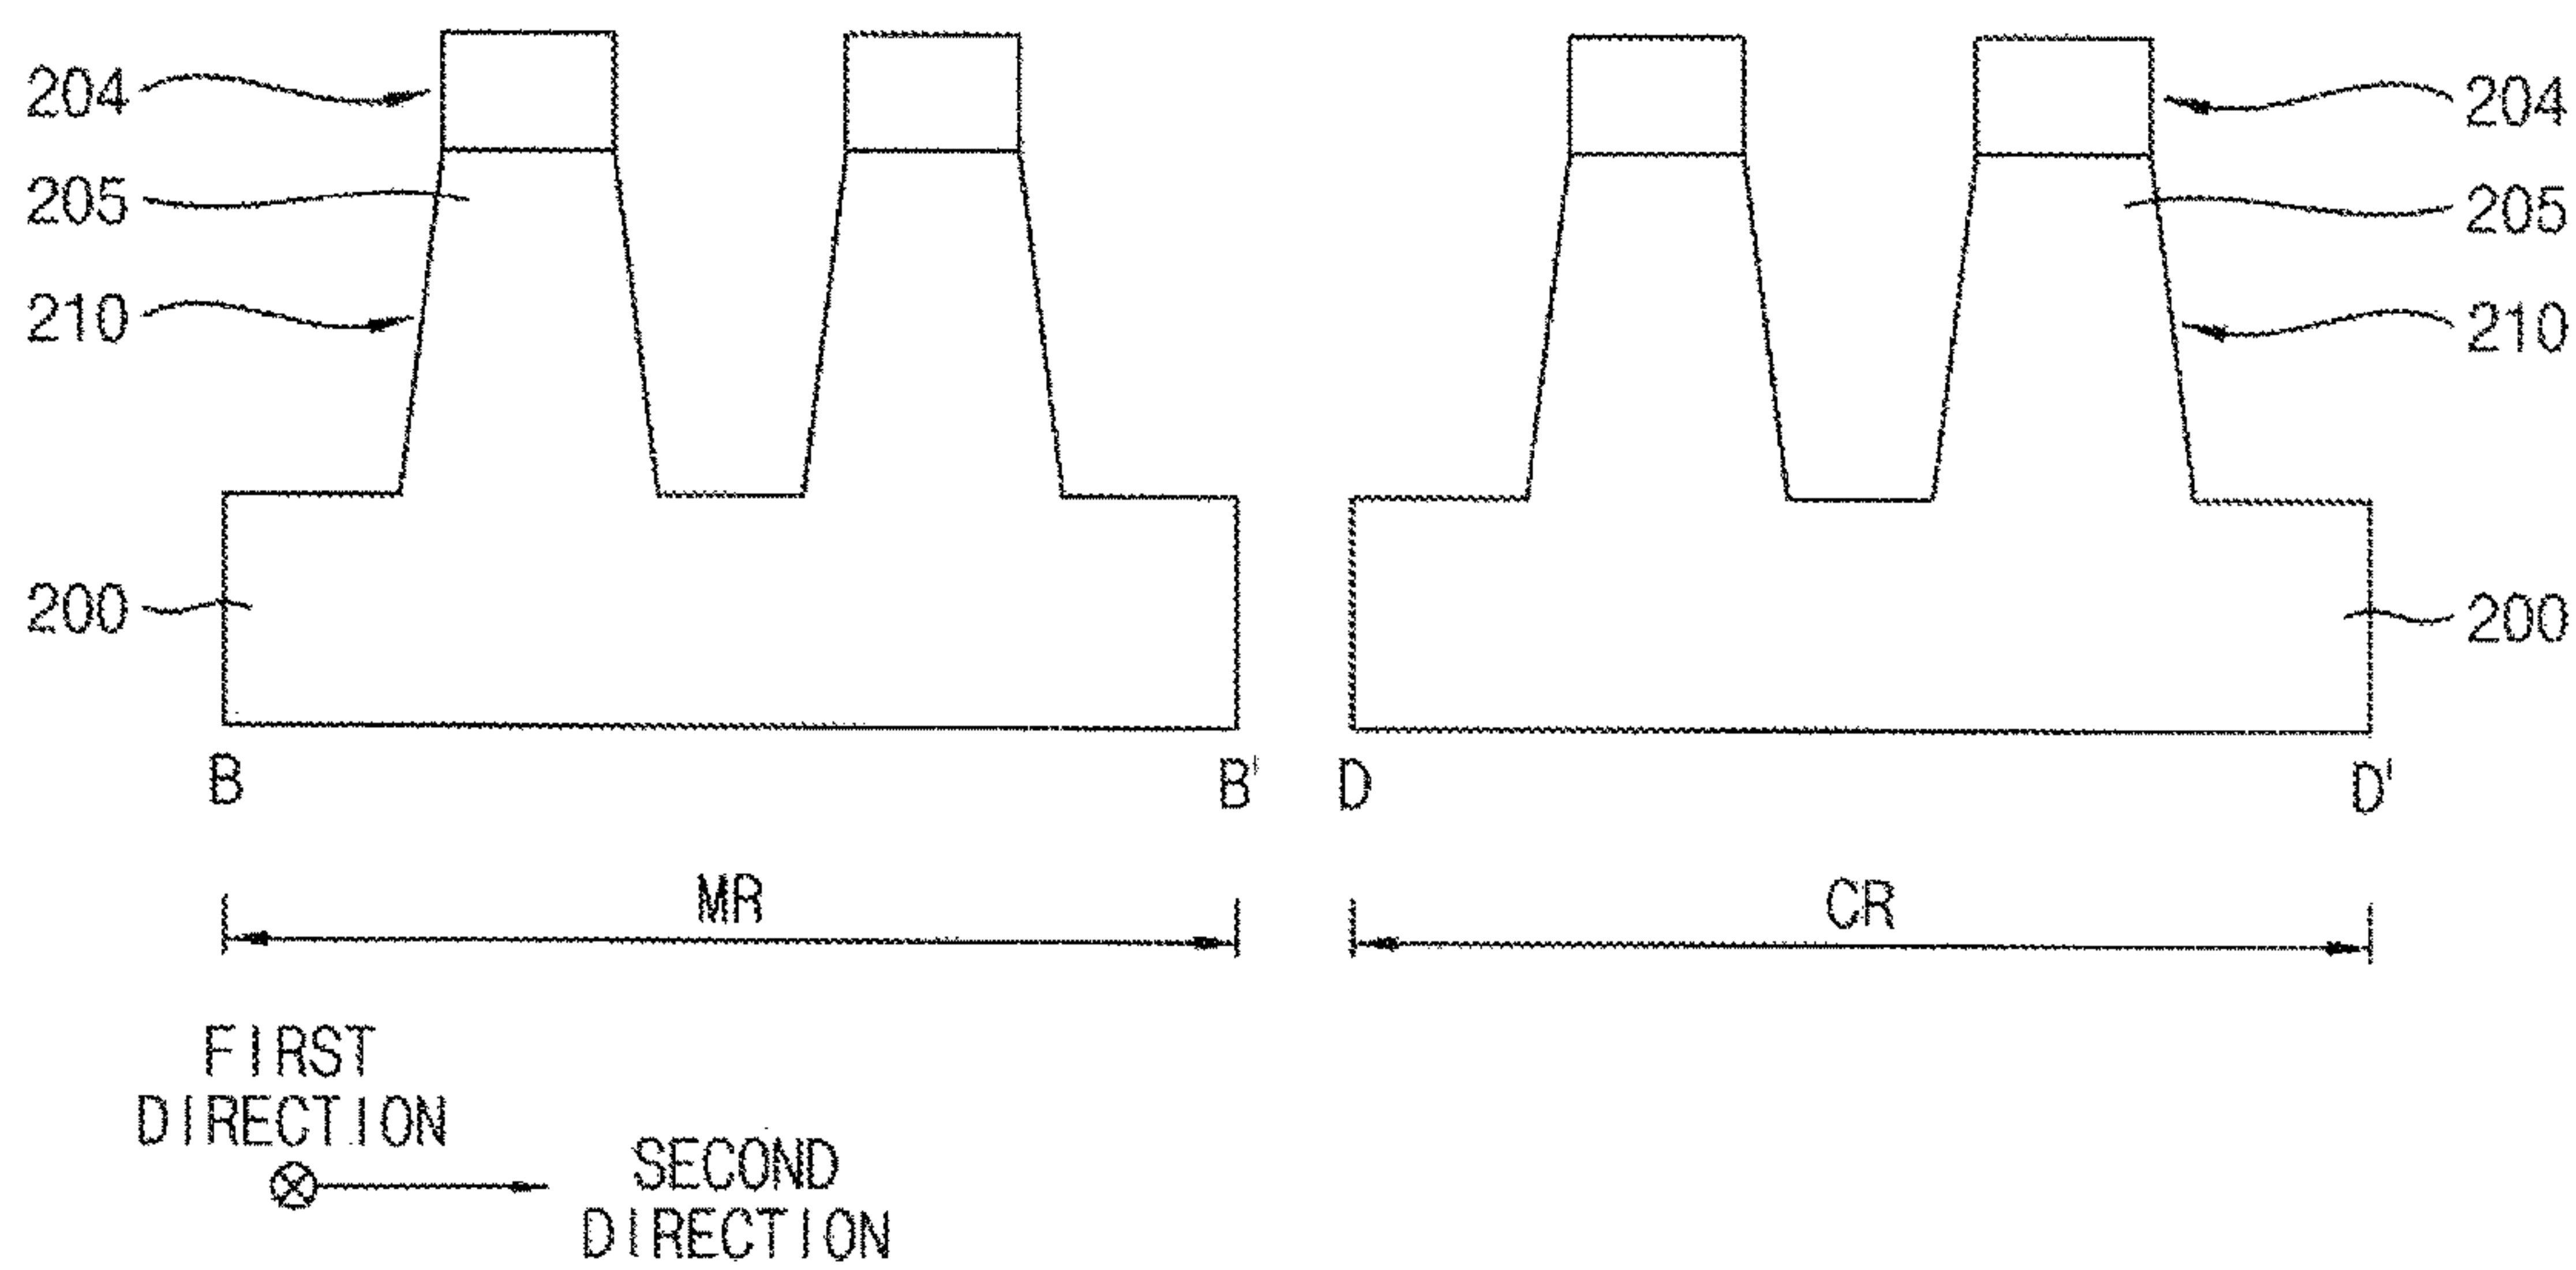 204
204
205
205
210
210
200
200
B
B'
D
D'
MR
CR
FIRST
DIRECTION
SECOND
DIRECTION